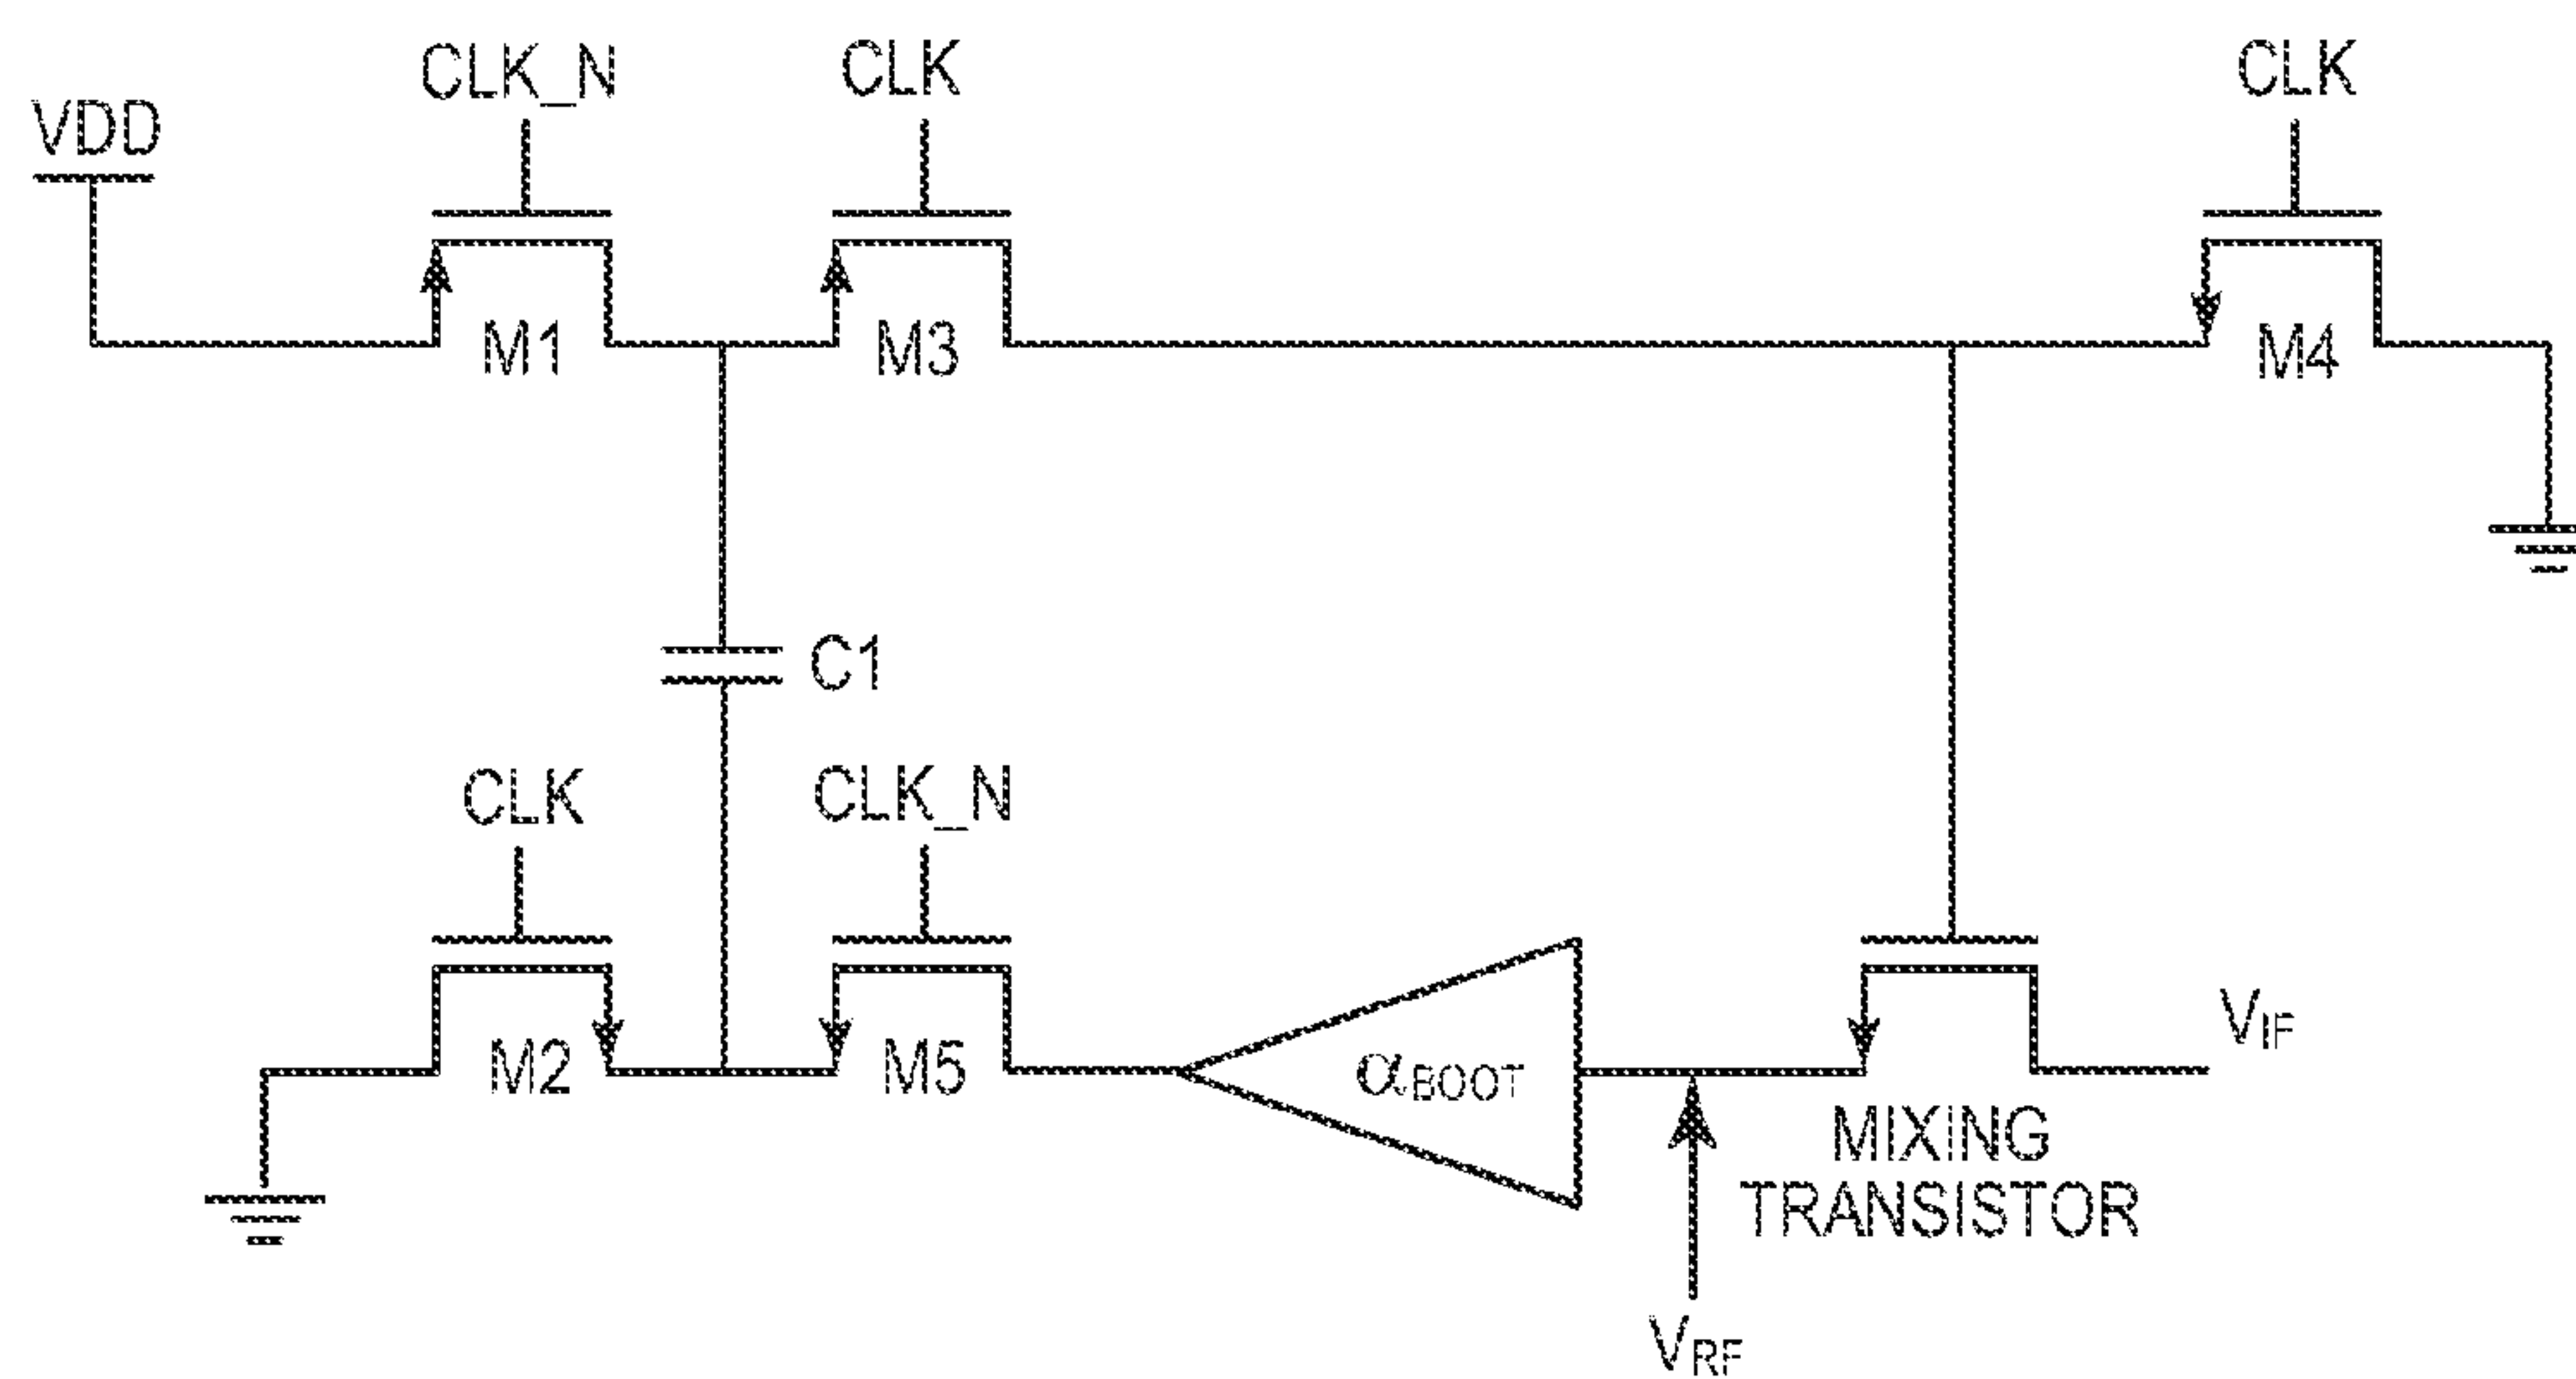 CLK_N
CLK
CLK
VDD
M1
M3
M4
C1
CLK
CLK_N
M2
M5
αBOOT
VIF
MIXING
TRANSISTOR
VRF